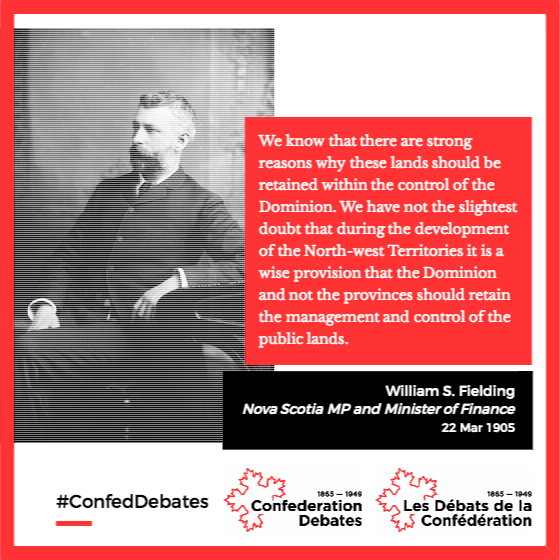 We know that there are strong
reasons why these lands should be
retained within the control of the
Dominion. We have not the slightest
doubt that during the development
of the North-west Territories it is a
wise provision that the Dominion
and not the provinces should retain
the management and control of the
public lands.
William S. Fielding
Nova Scotia MP and Minister of Finance
22 Mar 1905
#ConfedDebates
1865 — 1949
Confederation
Debates
1865 — 1949
Les Débats de la
Confédération